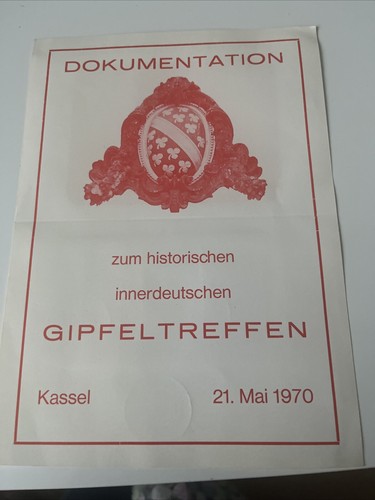 DOKUMENTATION
zum historischen
innerdeutschen
GIPFELTREFFEN
Kassel 21. Mai 1970